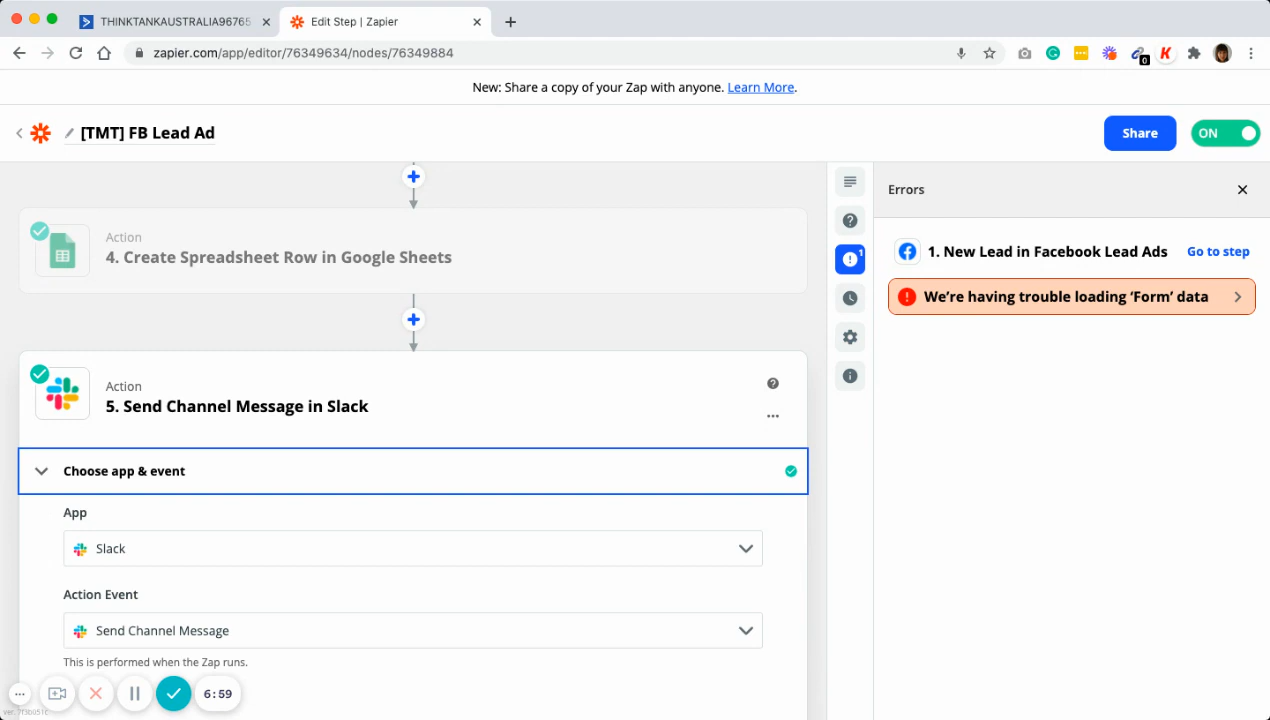 THINKTANKAUSTRALIA96765
Edit Step | Zapier
zapier.com/app/editor/76349634/nodes/76349884
0
New: Share a copy of your Zap with anyone. Learn More.
[TMT] FB Lead Ad
Share
ON
Errors
Action
4. Create Spreadsheet Row in Google Sheets
1. New Lead in Facebook Lead Ads
Go to step
1
We're having trouble loading 'Form' data
Action
5. Send Channel Message in Slack
Choose app & event
App
Slack
Action Event
Send Channel Message
This is performed when the Zap runs.
6:59
ver: 7f3b051c